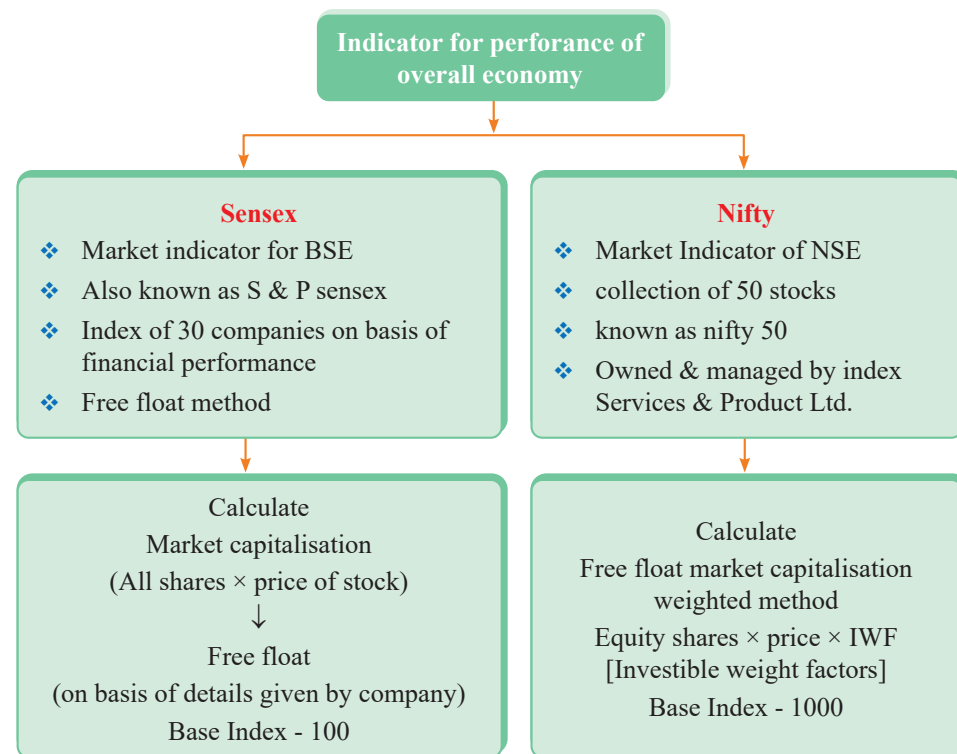 Indicator for perforance of
overall economy
Sensex
❖ Market indicator for BSE
❖ Also known as S & P sensex
❖ Index of 30 companies on basis of
financial performance
❖ Free float method
Nifty
❖ Market Indicator of NSE
❖ collection of 50 stocks
❖ known as nifty 50
❖ Owned & managed by index
Services & Product Ltd.
Calculate
Market capitalisation
(All shares × price of stock)
↓
Free float
(on basis of details given by company)
Base Index - 100
Calculate
Free float market capitalisation
weighted method
Equity shares × price × IWF
[Investible weight factors]
Base Index - 1000